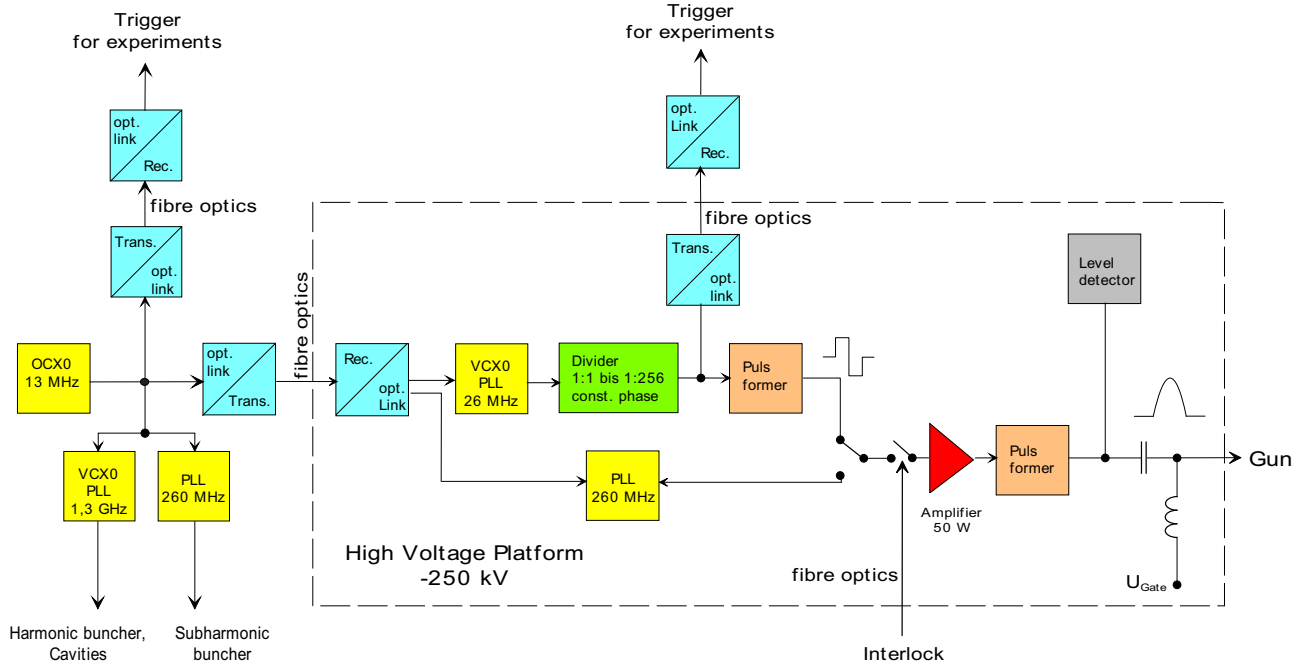 Trigger
for experiments
Trigger
for experiments
opt.
link
Rec.
opt.
Link
Rec.
fibre optics
fibre optics
Trans.
opt.
link
Trans.
opt.
link
Level
detector
fibre optics
OCX0
13 MHz
opt.
link
Trans.
Rec.
opt.
Link
VCX0
PLL
26 MHz
Divider
1:1 bis 1:256
const. phase
Puls
former
VCX0
PLL
1,3 GHz
PLL
260 MHz
PLL
260 MHz
Amplifier
50 W
Puls
former
Gun
High Voltage Platform
-250 kV
fibre optics
UGate
Harmonic buncher,
Cavities
Subharmonic
buncher
Interlock